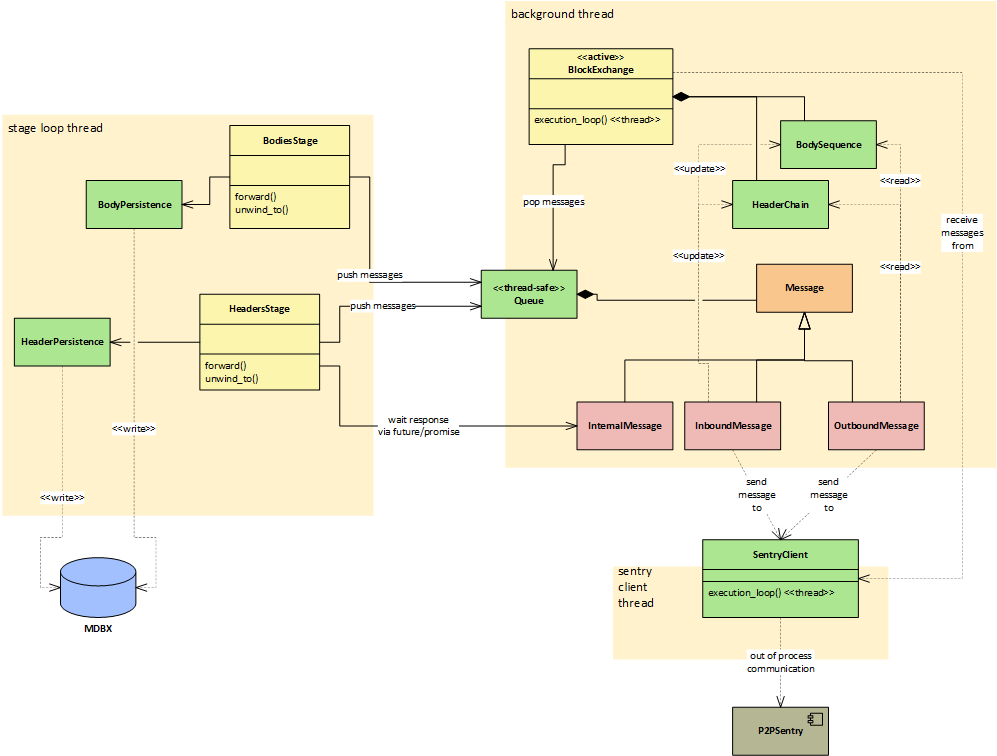 background thread
<<active>>
BlockExchange
execution_loop() <<thread>>
stage loop thread
BodiesStage
forward()
unwind_to()
BodyPersistence
BodySequence
<<update>>
<<read>>
HeaderChain
pop messages
receive
messages
from
<<update>>
<<read>>
push messages
<<thread-safe>>
Queue
Message
push messages
HeadersStage
forward()
unwind_to()
HeaderPersistence
wait response
via future/promise
InternalMessage
InboundMessage
OutboundMessage
<<write>>
<<write>>
send
message
to
send
message
to
MDBX
sentry
client
thread
SentryClient
execution_loop() <<thread>>
out of process
communication
P2PSentry